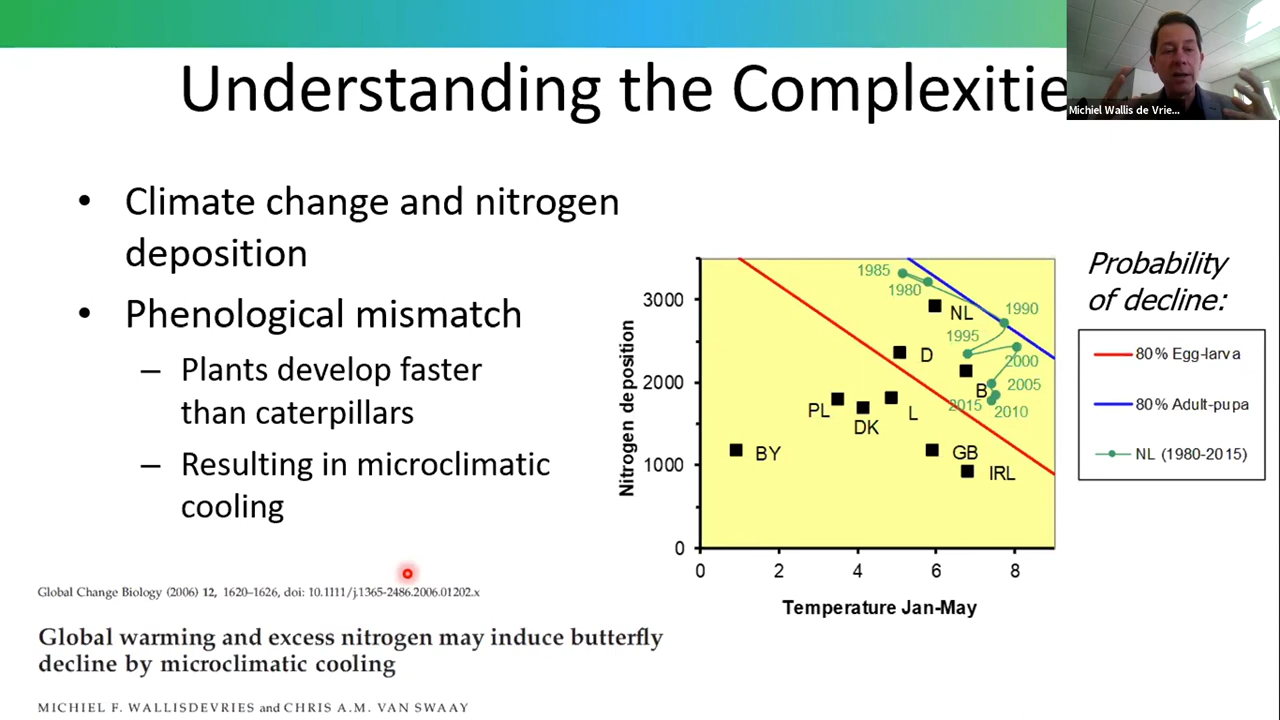 Understanding the Complexitie
Michiel Wallis de Vrie...
• Climate change and nitrogen
deposition
• Phenological mismatch
– Plants develop faster
than caterpillars
– Resulting in microclimatic
cooling
Global Change Biology (2006) 12, 1620–1626, doi: 10.1111/j.1365-2486.2006.01202.x
Global warming and excess nitrogen may induce butterfly
decline by microclimatic cooling
MICHIEL F. WALLISDEVRIES and CHRIS A.M. VAN SWAAY
Nitrogen deposition
3000
2000
1000
0
0 2 4 6 8
Temperature Jan-May
1985
1980
1990
NL
1995
D
2000
B
2005
2015
2010
PL
DK
L
BY
GB
IRL
Probability
of decline:
80% Egg-larva
80% Adult-pupa
NL (1980-2015)